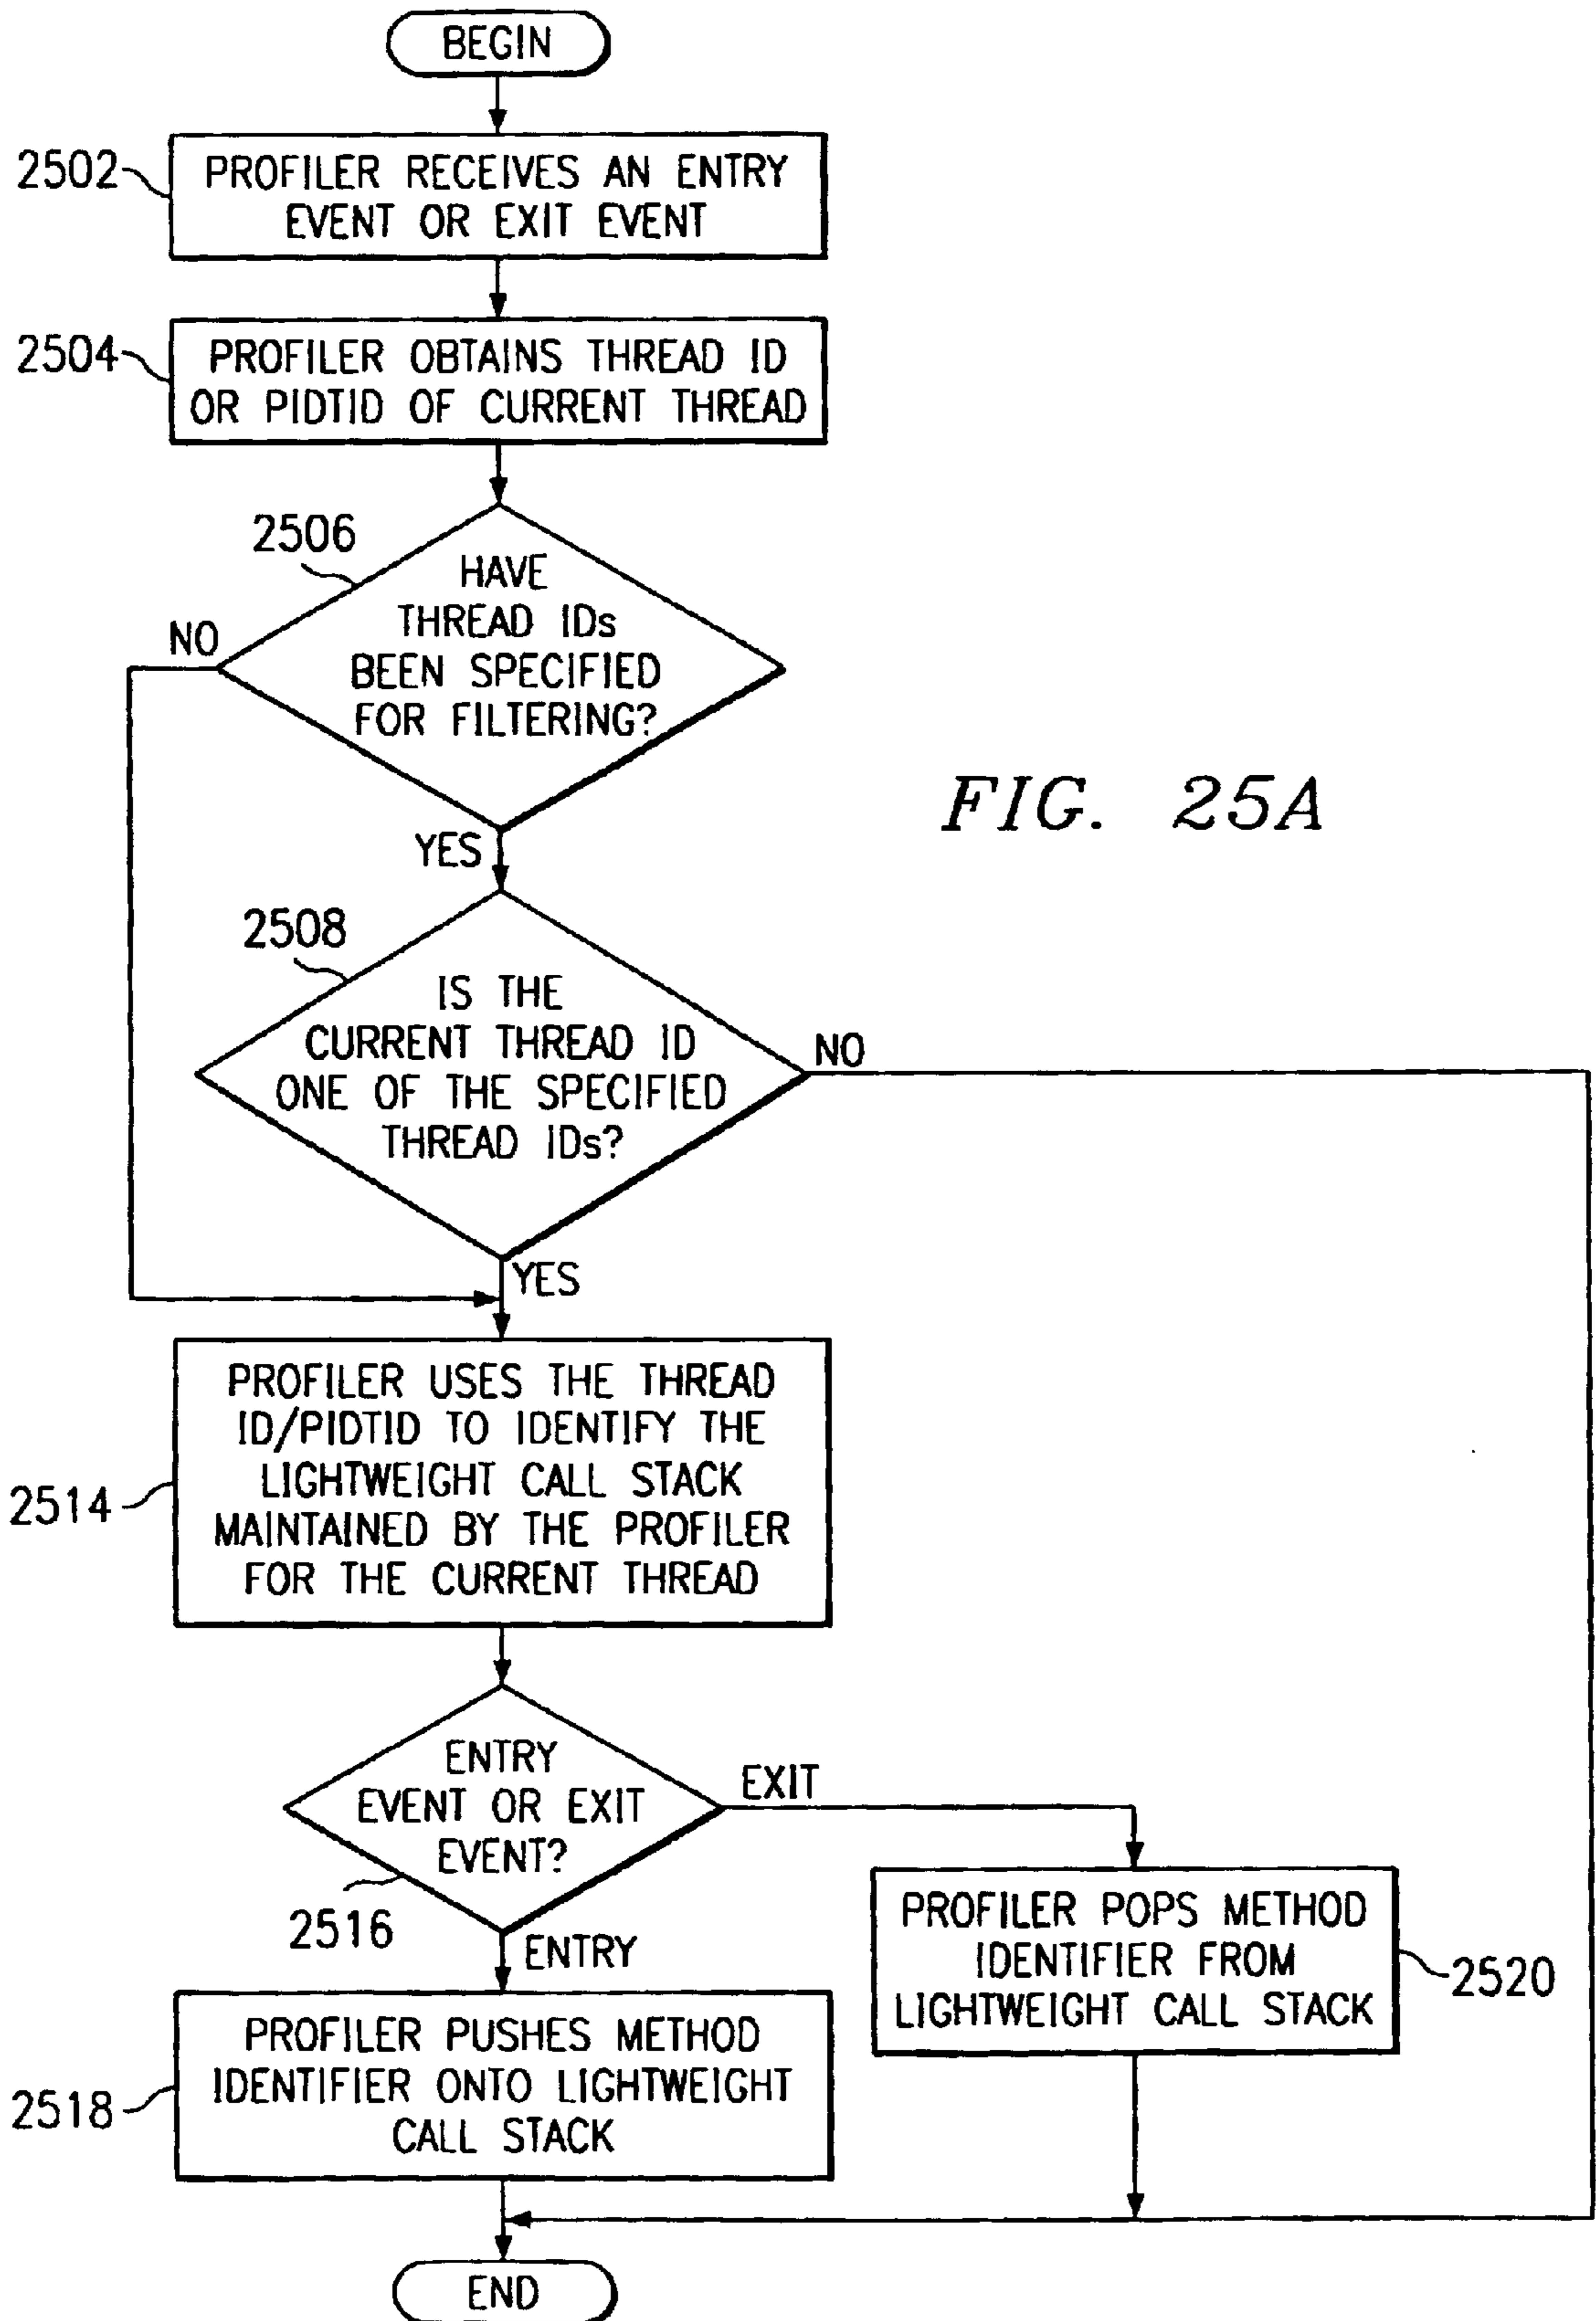 BEGIN
2502
PROFILER RECEIVES AN ENTRY
EVENT OR EXIT EVENT
2504
PROFILER OBTAINS THREAD ID
OR PIDTID OF CURRENT THREAD
2506
HAVE
THREAD IDs
BEEN SPECIFIED
FOR FILTERING?
NO
YES
FIG. 25A
2508
IS THE
CURRENT THREAD ID
ONE OF THE SPECIFIED
THREAD IDs?
NO
YES
2514
PROFILER USES THE THREAD
ID/PIDTID TO IDENTIFY THE
LIGHTWEIGHT CALL STACK
MAINTAINED BY THE PROFILER
FOR THE CURRENT THREAD
ENTRY
EVENT OR EXIT
EVENT?
2516
EXIT
ENTRY
PROFILER POPS METHOD
IDENTIFIER FROM
LIGHTWEIGHT CALL STACK
2520
2518
PROFILER PUSHES METHOD
IDENTIFIER ONTO LIGHTWEIGHT
CALL STACK
END